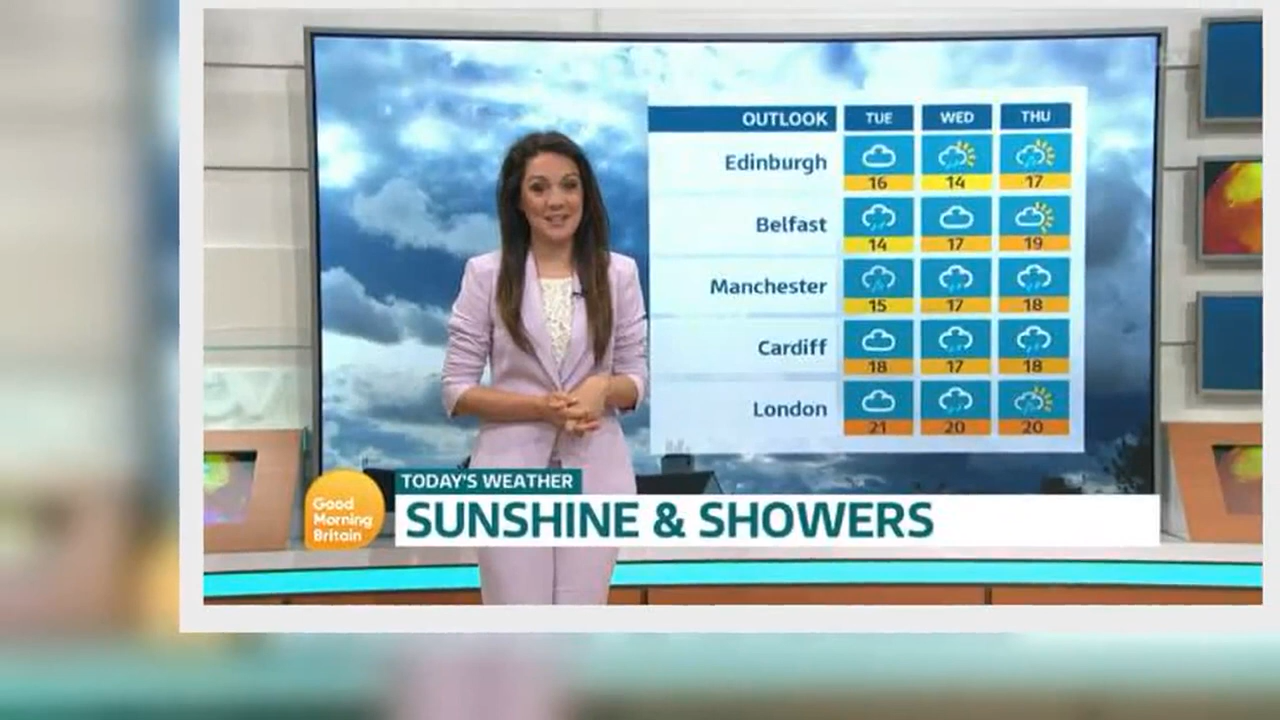 OUTLOOK TUE WED THU
Edinburgh 16 14 17
Belfast 14 17 19
Manchester 15 17 18
Cardiff 18 17 18
London 21 20 20
TODAY'S WEATHER
Good
Morning
Britain
SUNSHINE & SHOWERS